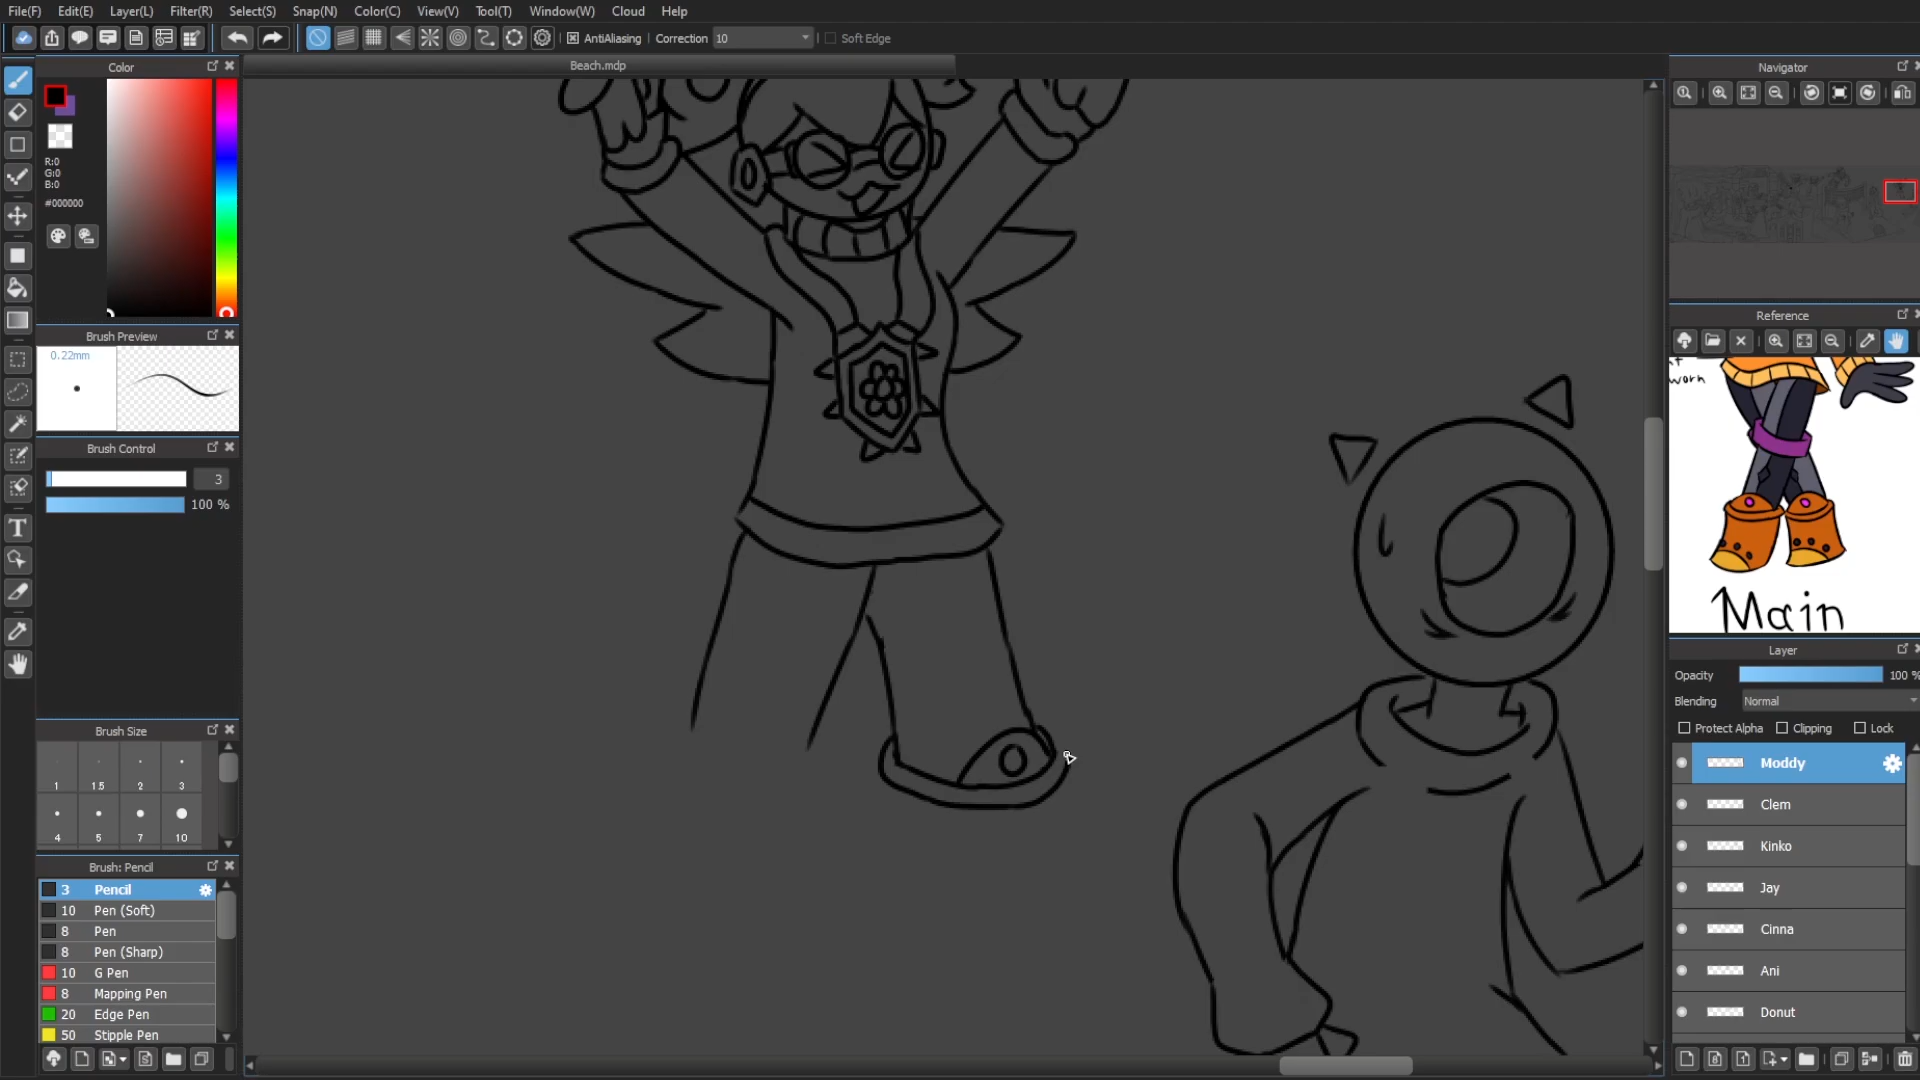 File(F) Edit(E) Layer(L) Filter(R) Select(S) Snap(N) Color(C) View(V) Tool(T) Window(W) Cloud Help
AntiAliasing Correction 10 Soft Edge
Color
Beach.mdp
Navigator
R:0
G:0
B:0
#000000
Brush Preview
0.22mm
Brush Control
3
100 %
Reference
worn
Main
Layer
Opacity 100 %
Blending Normal
Protect Alpha Clipping Lock
Moddy
Clem
Kinko
Jay
Cinna
Ani
Donut
Brush Size
1 1.5 2 3
4 5 7 10
Brush: Pencil
3 Pencil
10 Pen (Soft)
8 Pen
8 Pen (Sharp)
10 G Pen
8 Mapping Pen
20 Edge Pen
50 Stipple Pen